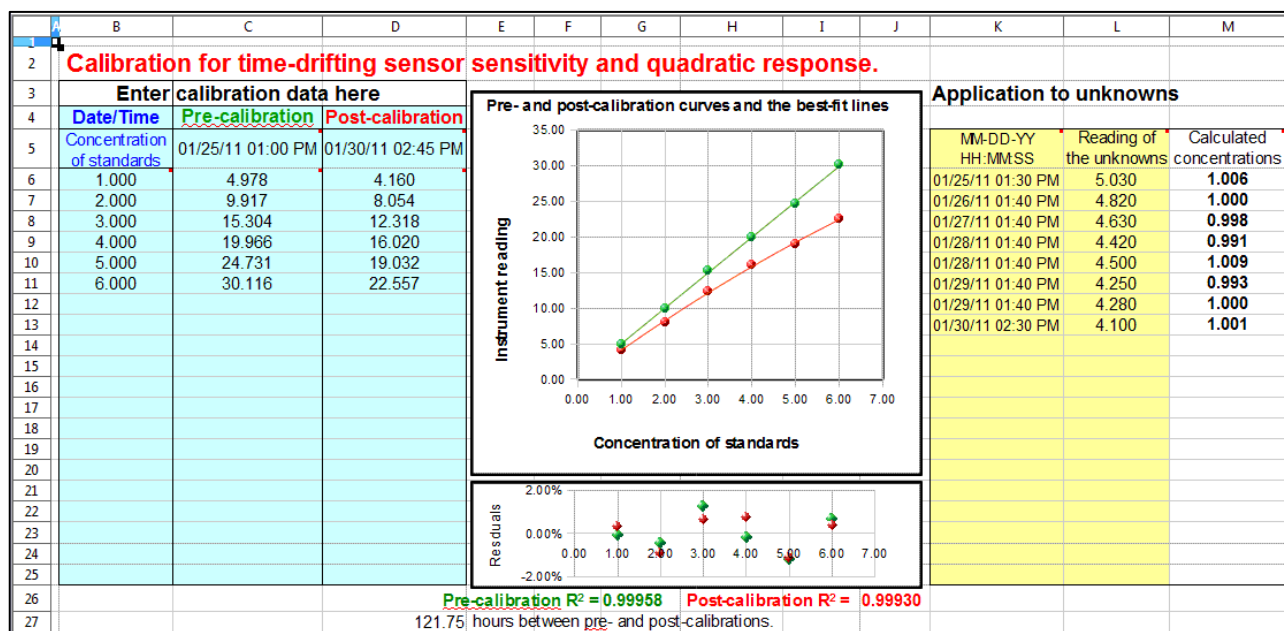 A B C D E F G H I J K L M
1
2 Calibration for time-drifting sensor sensitivity and quadratic response.
3 Enter calibration data here Application to unknowns
4 Date/Time Pre-calibration Post-calibration
5 Concentration of standards 01/25/11 01:00 PM 01/30/11 02:45 PM MM-DD-YY HH:MM:SS Reading of the unknowns Calculated concentrations
6 1.000 4.978 4.160 01/25/11 01:30 PM 5.030 1.006
7 2.000 9.917 8.054 01/26/11 01:40 PM 4.820 1.000
8 3.000 15.304 12.318 01/27/11 01:40 PM 4.630 0.998
9 4.000 19.966 16.020 01/28/11 01:40 PM 4.420 0.991
10 5.000 24.731 19.032 01/28/11 01:40 PM 4.500 1.009
11 6.000 30.116 22.557 01/29/11 01:40 PM 4.250 0.993
12 01/29/11 01:40 PM 4.280 1.000
13 01/30/11 02:30 PM 4.100 1.001
14
15
16
17
18
19
20
21
22
23
24
25
Pre- and post-calibration curves and the best-fit lines
35.00
30.00
25.00
20.00
15.00
10.00
5.00
0.00
0.00 1.00 2.00 3.00 4.00 5.00 6.00 7.00
Instrument reading
Concentration of standards
Resduals
2.00%
0.00%
-2.00%
0.00 1.00 2.00 3.00 4.00 5.00 6.00 7.00
26 Pre-calibration R² = 0.99958 Post-calibration R² = 0.99930
27 121.75 hours between pre- and post-calibrations.